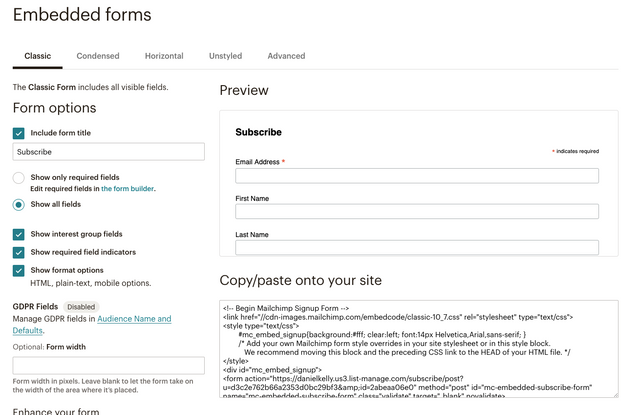 Embedded forms
Classic
Condensed
Horizontal
Unstyled
Advanced
The Classic Form includes all visible fields.
Form options
Include form title
Subscribe
Show only required fields
Edit required fields in the form builder.
Show all fields
Show interest group fields
Show required field indicators
Show format options
HTML, plain-text, mobile options.
GDPR Fields Disabled
Manage GDPR fields in Audience Name and
Defaults.
Optional: Form width
Form width in pixels. Leave blank to let the form take on
the width of the area where it's placed.
Enhance your form
Preview
Subscribe
* indicates required
Email Address *
First Name
Last Name
Copy/paste onto your site
<!-- Begin Mailchimp Signup Form -->
<link href="//cdn-images.mailchimp.com/embedcode/classic-10_7.css" rel="stylesheet" type="text/css">
<style type="text/css">
#mc_embed_signup{background:#fff; clear:left; font:14px Helvetica,Arial,sans-serif; }
/* Add your own Mailchimp form style overrides in your site stylesheet or in this style block.
We recommend moving this block and the preceding CSS link to the HEAD of your HTML file. */
</style>
<div id="mc_embed_signup">
<form action="https://danielkelly.us3.list-manage.com/subscribe/post?
u=d3c2e762b66a2353d0bc29bf3&amp;id=2abeaa06e0" method="post" id="mc-embedded-subscribe-form"
name="mc-embedded-subscribe-form" class="validate" target="_blank" novalidate>